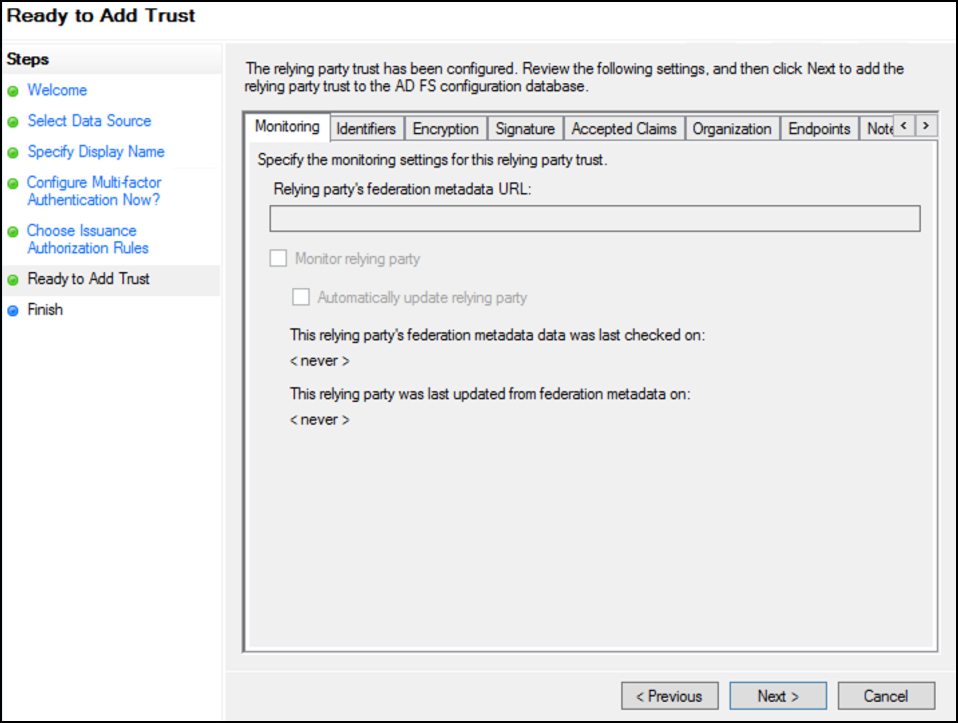 Ready to Add Trust
Steps
Welcome
Select Data Source
Specify Display Name
Configure Multi-factor
Authentication Now?
Choose Issuance
Authorization Rules
Ready to Add Trust
Finish
The relying party trust has been configured. Review the following settings, and then click Next to add the
relying party trust to the AD FS configuration database.
Monitoring Identifiers Encryption Signature Accepted Claims Organization Endpoints Note < >
Specify the monitoring settings for this relying party trust.
Relying party's federation metadata URL:
Monitor relying party
Automatically update relying party
This relying party's federation metadata data was last checked on:
< never >
This relying party was last updated from federation metadata on:
< never >
< Previous Next > Cancel